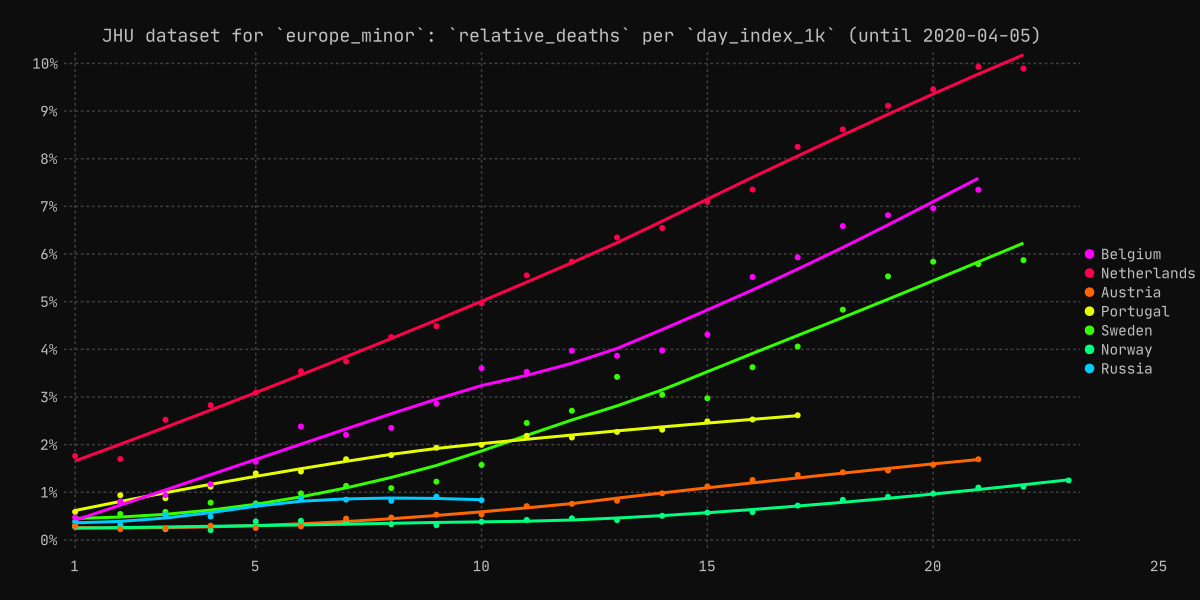 JHU dataset for `europe_minor`: `relative_deaths` per `day_index_1k` (until 2020-04-05)
10%
9%
8%
7%
6%
5%
4%
3%
2%
1%
0%
1 5 10 15 20 25
Belgium
Netherlands
Austria
Portugal
Sweden
Norway
Russia